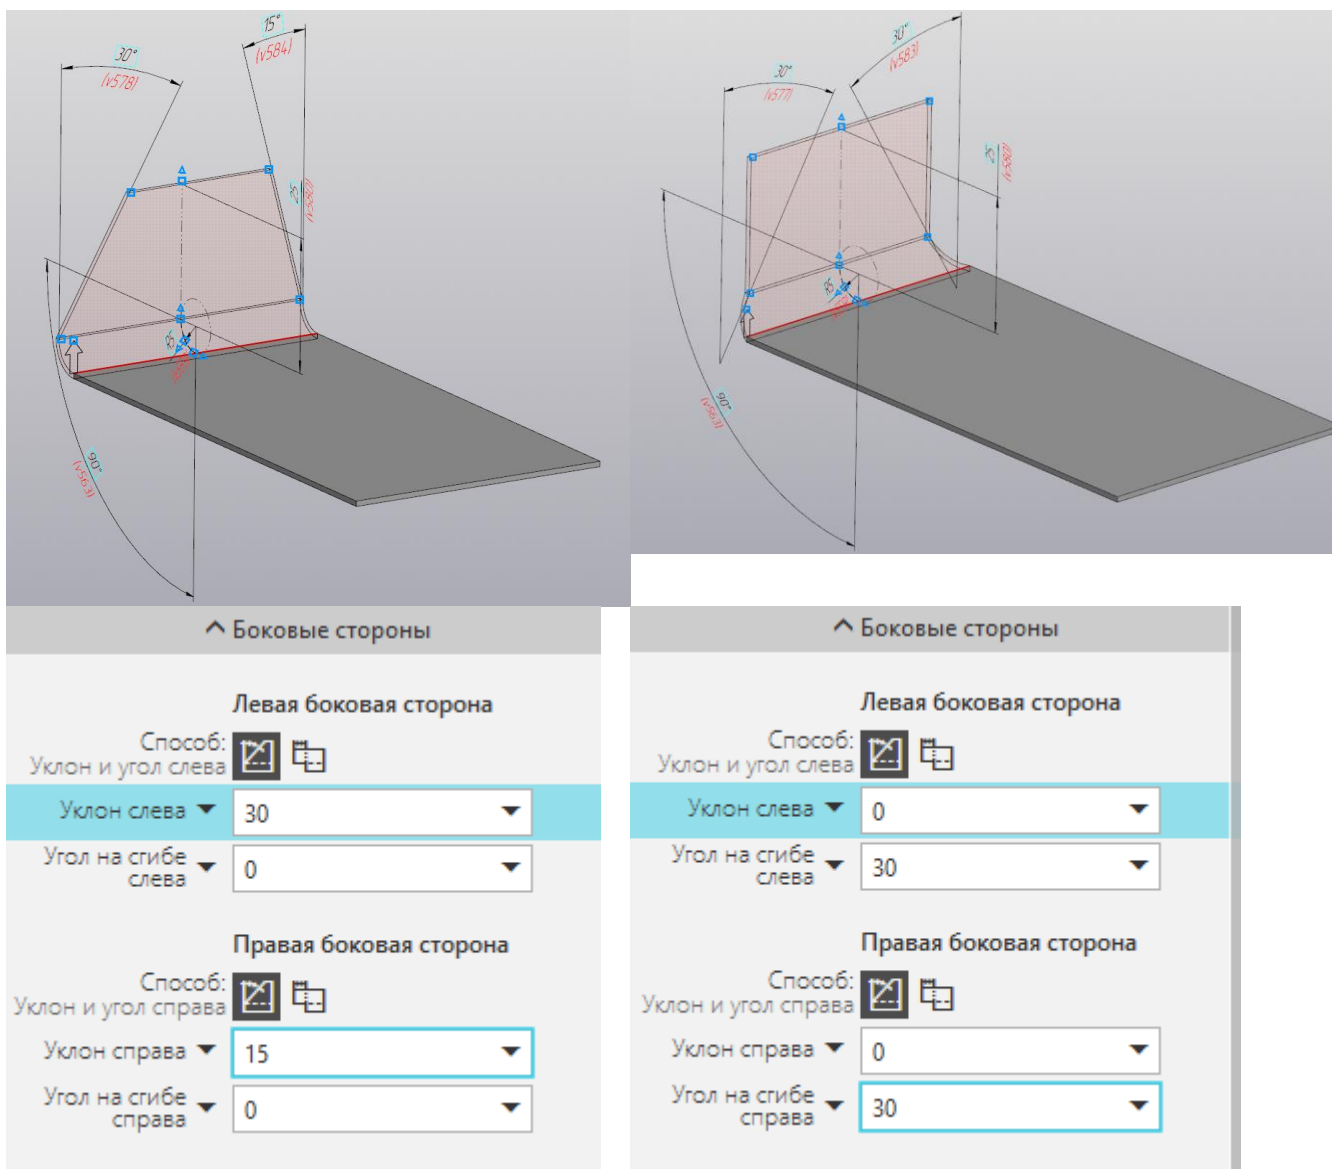 15°
(v584)
30°
(v578)
25
90°
(v563)
30°
(v583)
30°
(v577)
25
(v580)
90°
(v563)
Боковые стороны
Левая боковая сторона
Способ:
Уклон и угол слева
Уклон слева
30
Угол на сгибе
слева
0
Правая боковая сторона
Способ:
Уклон и угол справа
Уклон справа
15
Угол на сгибе
справа
0
Боковые стороны
Левая боковая сторона
Способ:
Уклон и угол слева
Уклон слева
0
Угол на сгибе
слева
30
Правая боковая сторона
Способ:
Уклон и угол справа
Уклон справа
0
Угол на сгибе
справа
30